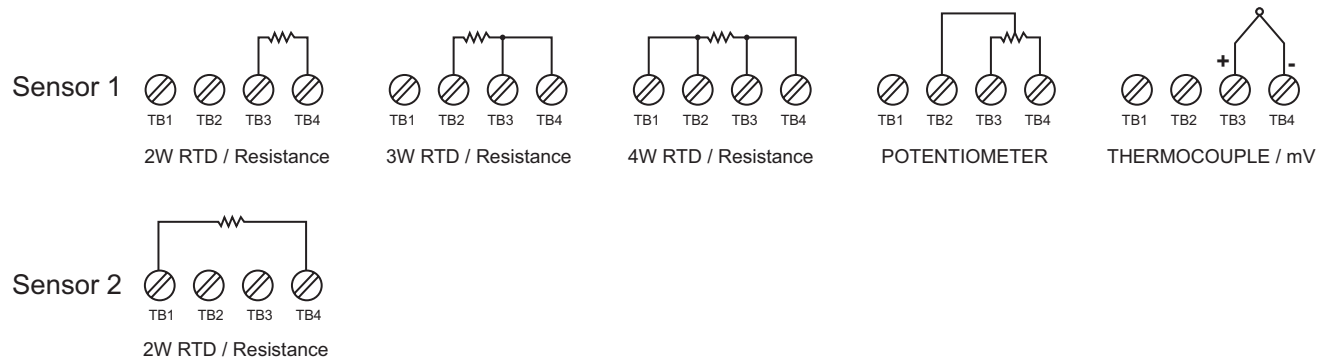 + -
Sensor 1
TB1 TB2 TB3 TB4 TB1 TB2 TB3 TB4 TB1 TB2 TB3 TB4 TB1 TB2 TB3 TB4 TB1 TB2 TB3 TB4
2W RTD / Resistance 3W RTD / Resistance 4W RTD / Resistance POTENTIOMETER THERMOCOUPLE / mV
Sensor 2
TB1 TB2 TB3 TB4
2W RTD / Resistance